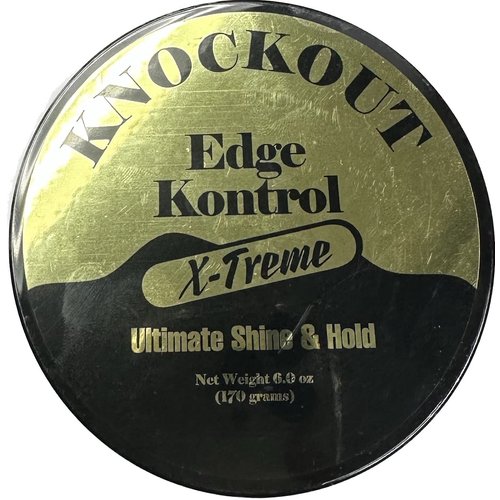 KNOCKOUT
Edge
Kontrol
X-Treme
Ultimate Shine & Hold
Net Weight 6.0 oz
(170 grams)